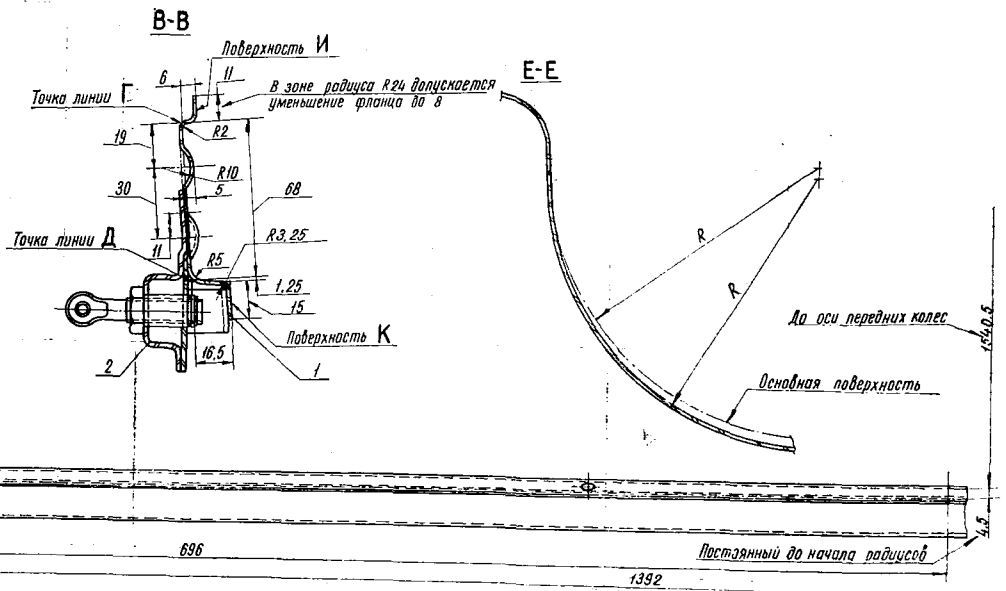 В-В
Поверхность И
6
11
В зоне радиуса R24 допускается
уменьшение фланца до 8
Точка линии Г
R2
19
R10
30
5
68
Точка линии Д
11
R3,25
R5
1,25
15
Поверхность К
16,5
2
1
Е-Е
R
R
До оси передних колес
1540,5
Основная поверхность
4,5
696
Постоянный до начала радиусов
1392